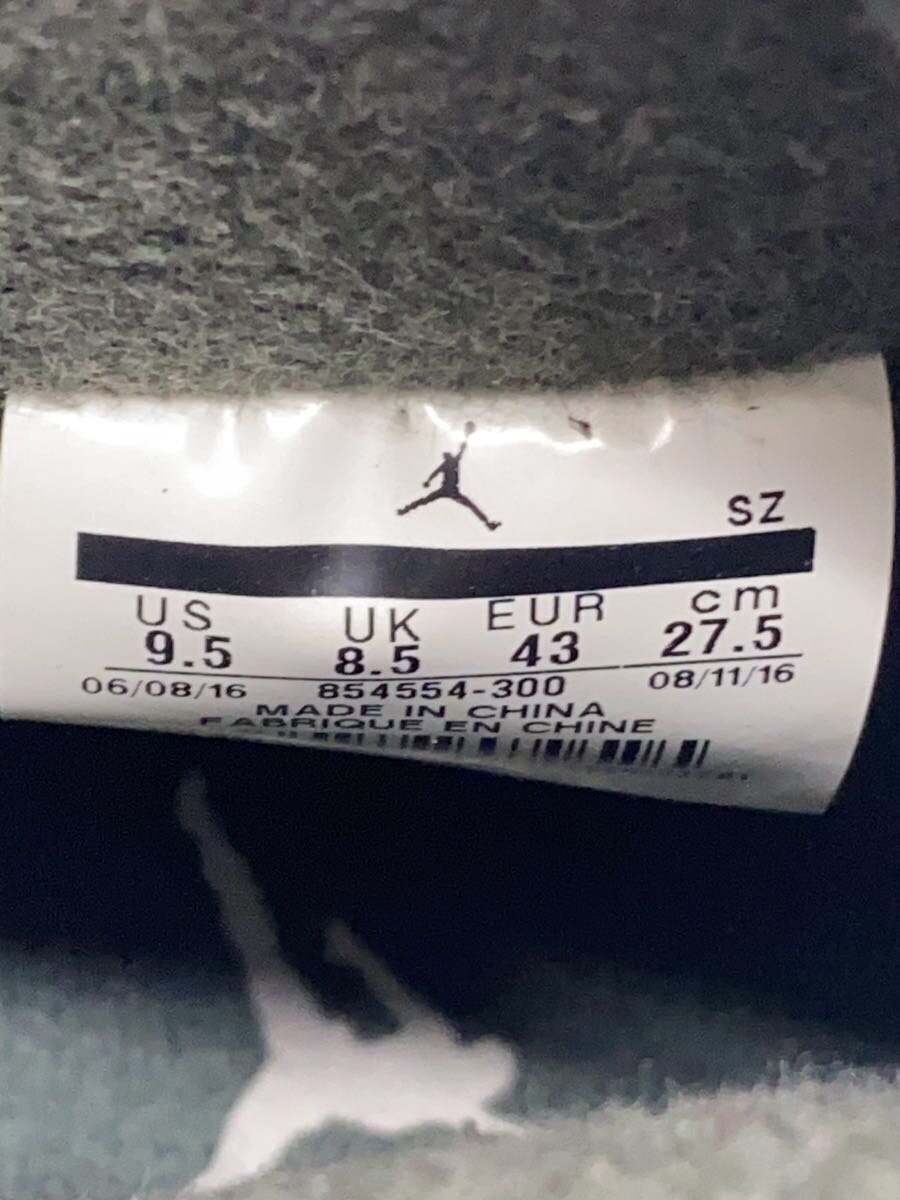 SZ
US UK EUR cm
9.5 8.5 43 27.5
06/08/16 854554-300 08/11/16
MADE IN CHINA
FABRIQUE EN CHINE